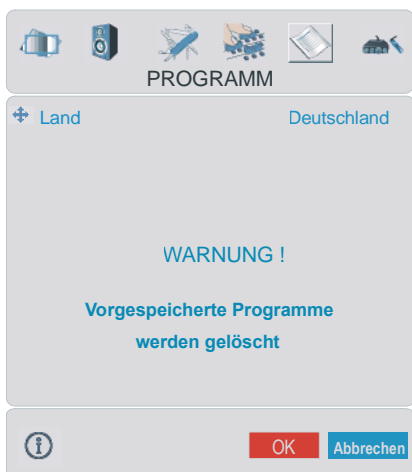 PROGRAMM
Land Deutschland
WARNUNG !
Vorgespeicherte Programme
werden gelöscht
OK Abbrechen